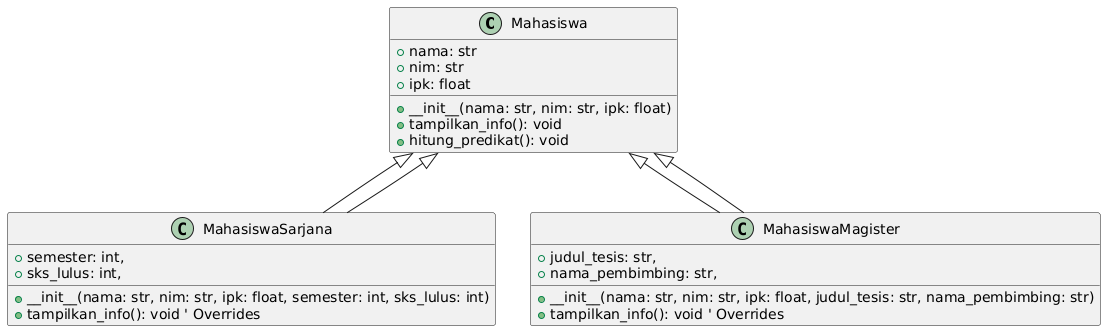 C Mahasiswa
nama: str
nim: str
ipk: float
__init__(nama: str, nim: str, ipk: float)
tampilkan_info(): void
hitung_predikat(): void
C MahasiswaSarjana
semester: int,
sks_lulus: int,
__init__(nama: str, nim: str, ipk: float, semester: int, sks_lulus: int)
tampilkan_info(): void ' Overrides
C MahasiswaMagister
judul_tesis: str,
nama_pembimbing: str,
__init__(nama: str, nim: str, ipk: float, judul_tesis: str, nama_pembimbing: str)
tampilkan_info(): void ' Overrides